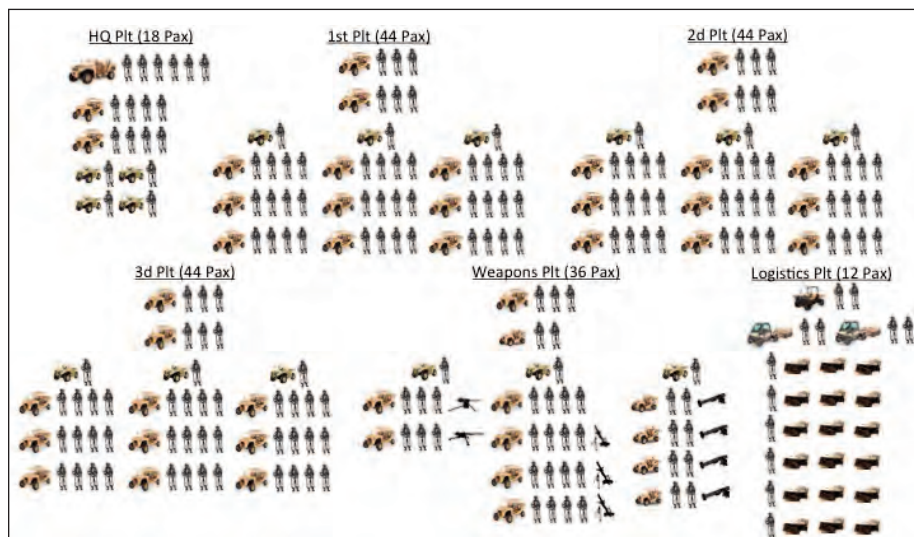 HQ Plt (18 Pax)
1st Plt (44 Pax)
2d Plt (44 Pax)
3d Plt (44 Pax)
Weapons Plt (36 Pax)
Logistics Plt (12 Pax)